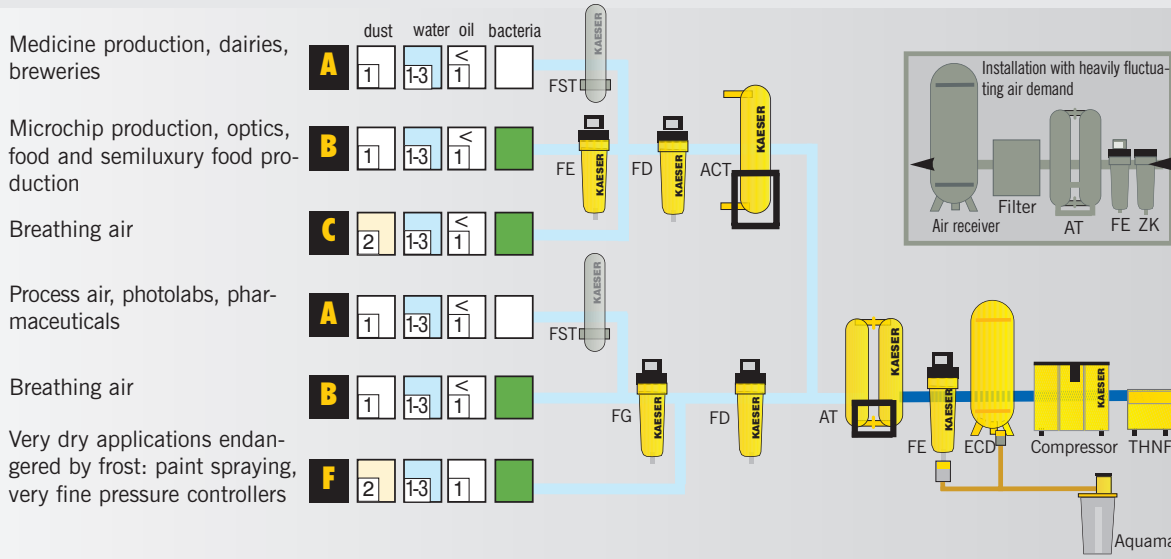 dust water oil bacteria
Medicine production, dairies,
breweries
A 1 1-3 < 1
KAESER
FST
Microchip production, optics,
food and semiluxury food pro-
duction
B 1 1-3 < 1
KAESER
FE
KAESER
FD
KAESER
ACT
Breathing air
C 2 1-3 < 1
Installation with heavily fluctua-
ting air demand
Air receiver
Filter
AT
FE
ZK
Process air, photolabs, phar-
maceuticals
A 1 1-3 < 1
KAESER
FST
Breathing air
B 1 1-3 < 1
KAESER
FG
KAESER
FD
KAESER
AT
KAESER
FE
ECD
KAESER
Compressor
THNF
Very dry applications endan-
gered by frost: paint spraying,
very fine pressure controllers
F 2 1-3 1
Aquama